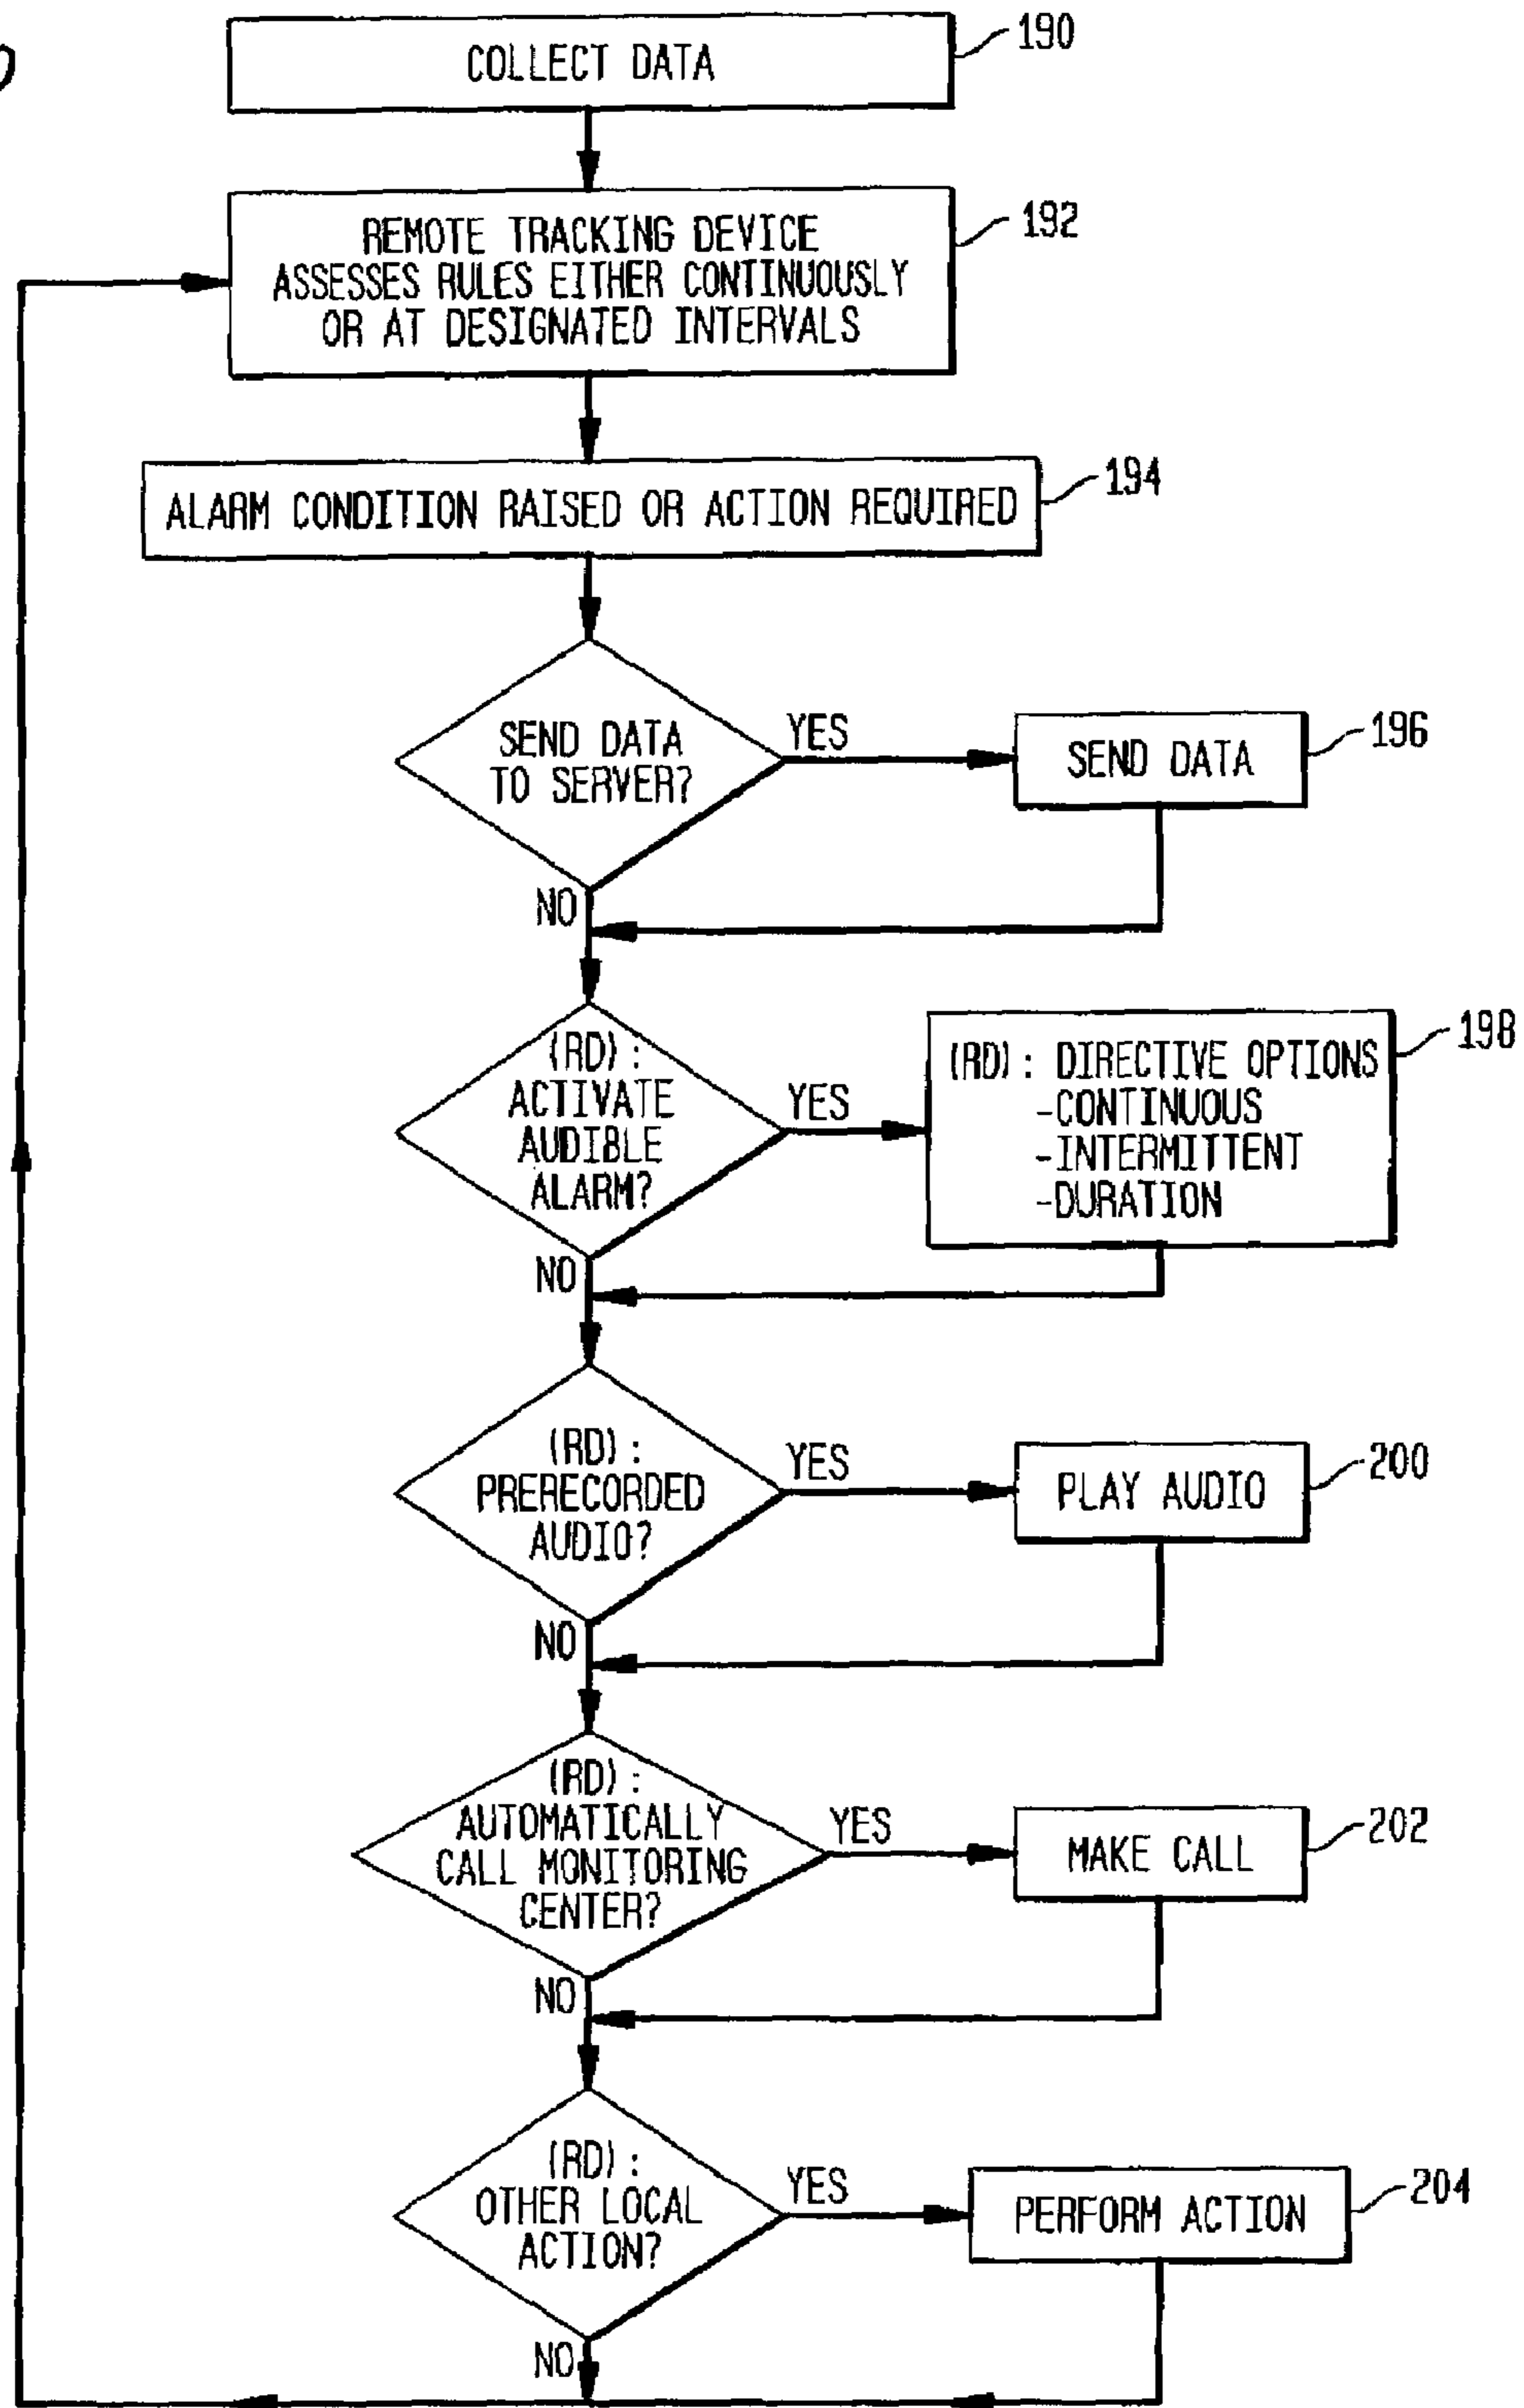 COLLECT DATA
190
REMOTE TRACKING DEVICE
ASSESSES RULES EITHER CONTINUOUSLY
OR AT DESIGNATED INTERVALS
192
ALARM CONDITION RAISED OR ACTION REQUIRED
194
SEND DATA
TO SERVER?
YES
SEND DATA
196
NO
(RD):
ACTIVATE
AUDIBLE
ALARM?
YES
(RD): DIRECTIVE OPTIONS
-CONTINUOUS
-INTERMITTENT
-DURATION
198
NO
(RD):
PRERECORDED
AUDIO?
YES
PLAY AUDIO
200
NO
(RD):
AUTOMATICALLY
CALL MONITORING
CENTER?
YES
MAKE CALL
202
NO
(RD):
OTHER LOCAL
ACTION?
YES
PERFORM ACTION
204
NO